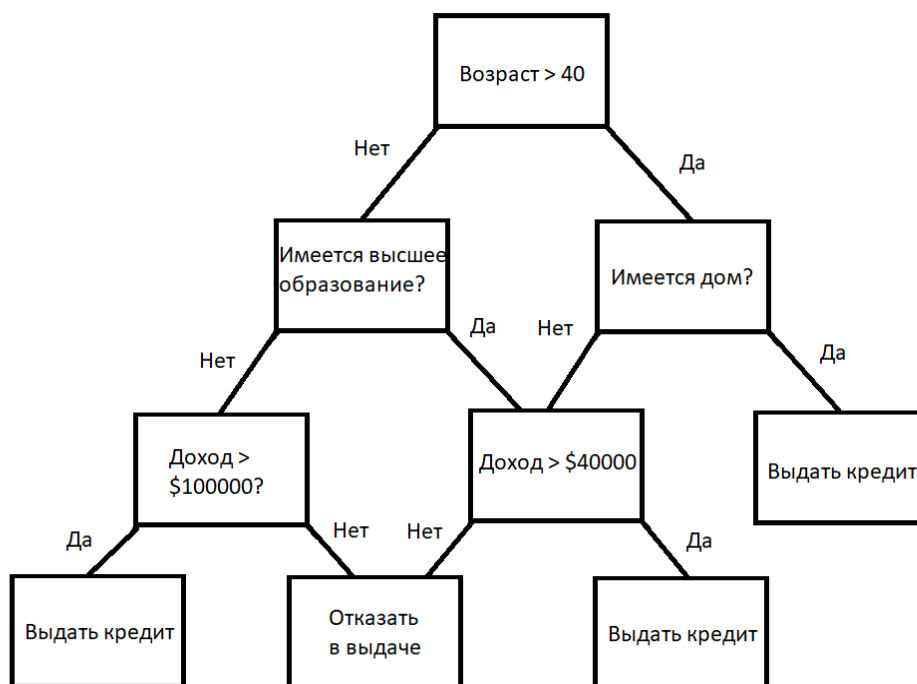 Возраст > 40
Нет
Да
Имеется высшее
образование?
Имеется дом?
Нет
Да
Нет
Да
Доход >
$100000?
Доход > $40000
Выдать кредит
Да
Нет
Нет
Да
Выдать кредит
Отказать
в выдаче
Выдать кредит